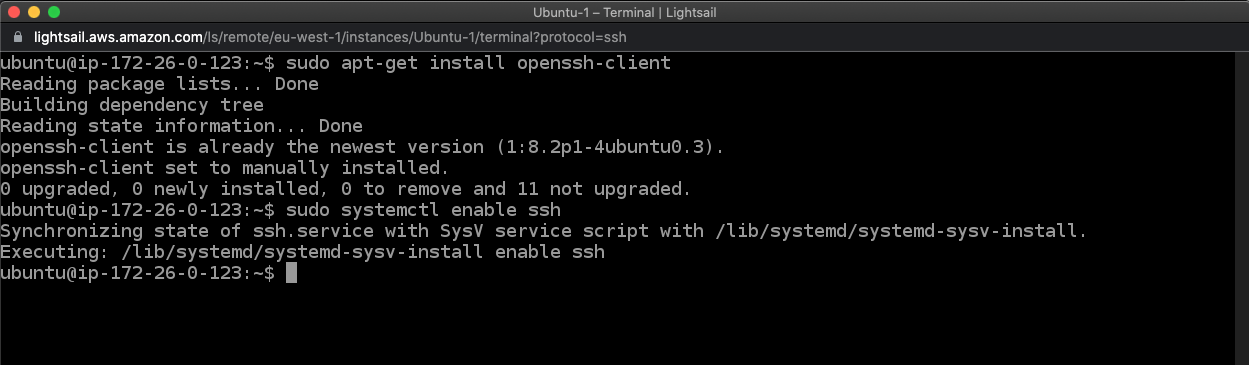 Ubuntu-1 – Terminal | Lightsail
lightsail.aws.amazon.com/ls/remote/eu-west-1/instances/Ubuntu-1/terminal?protocol=ssh
ubuntu@ip-172-26-0-123:~$ sudo apt-get install openssh-client
Reading package lists... Done
Building dependency tree
Reading state information... Done
openssh-client is already the newest version (1:8.2p1-4ubuntu0.3).
openssh-client set to manually installed.
0 upgraded, 0 newly installed, 0 to remove and 11 not upgraded.
ubuntu@ip-172-26-0-123:~$ sudo systemctl enable ssh
Synchronizing state of ssh.service with SysV service script with /lib/systemd/systemd-sysv-install.
Executing: /lib/systemd/systemd-sysv-install enable ssh
ubuntu@ip-172-26-0-123:~$